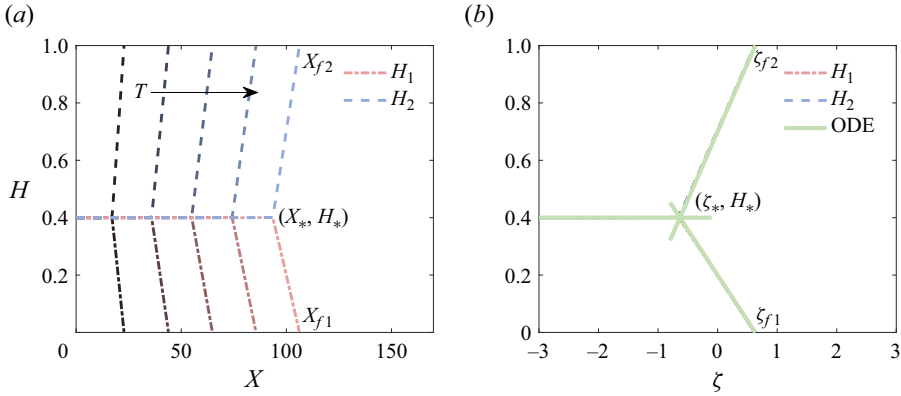 (a)
1.0
0.8
0.6
0.4
0.2
0
H
0
50
100
150
X
T
X_{f2}
H_1
H_2
(X_*, H_*)
X_{f1}
(b)
1.0
0.8
0.6
0.4
0.2
0
−3
−2
−1
0
1
2
3
ζ
ζ_{f2}
H_1
H_2
ODE
(ζ_*, H_*)
ζ_{f1}